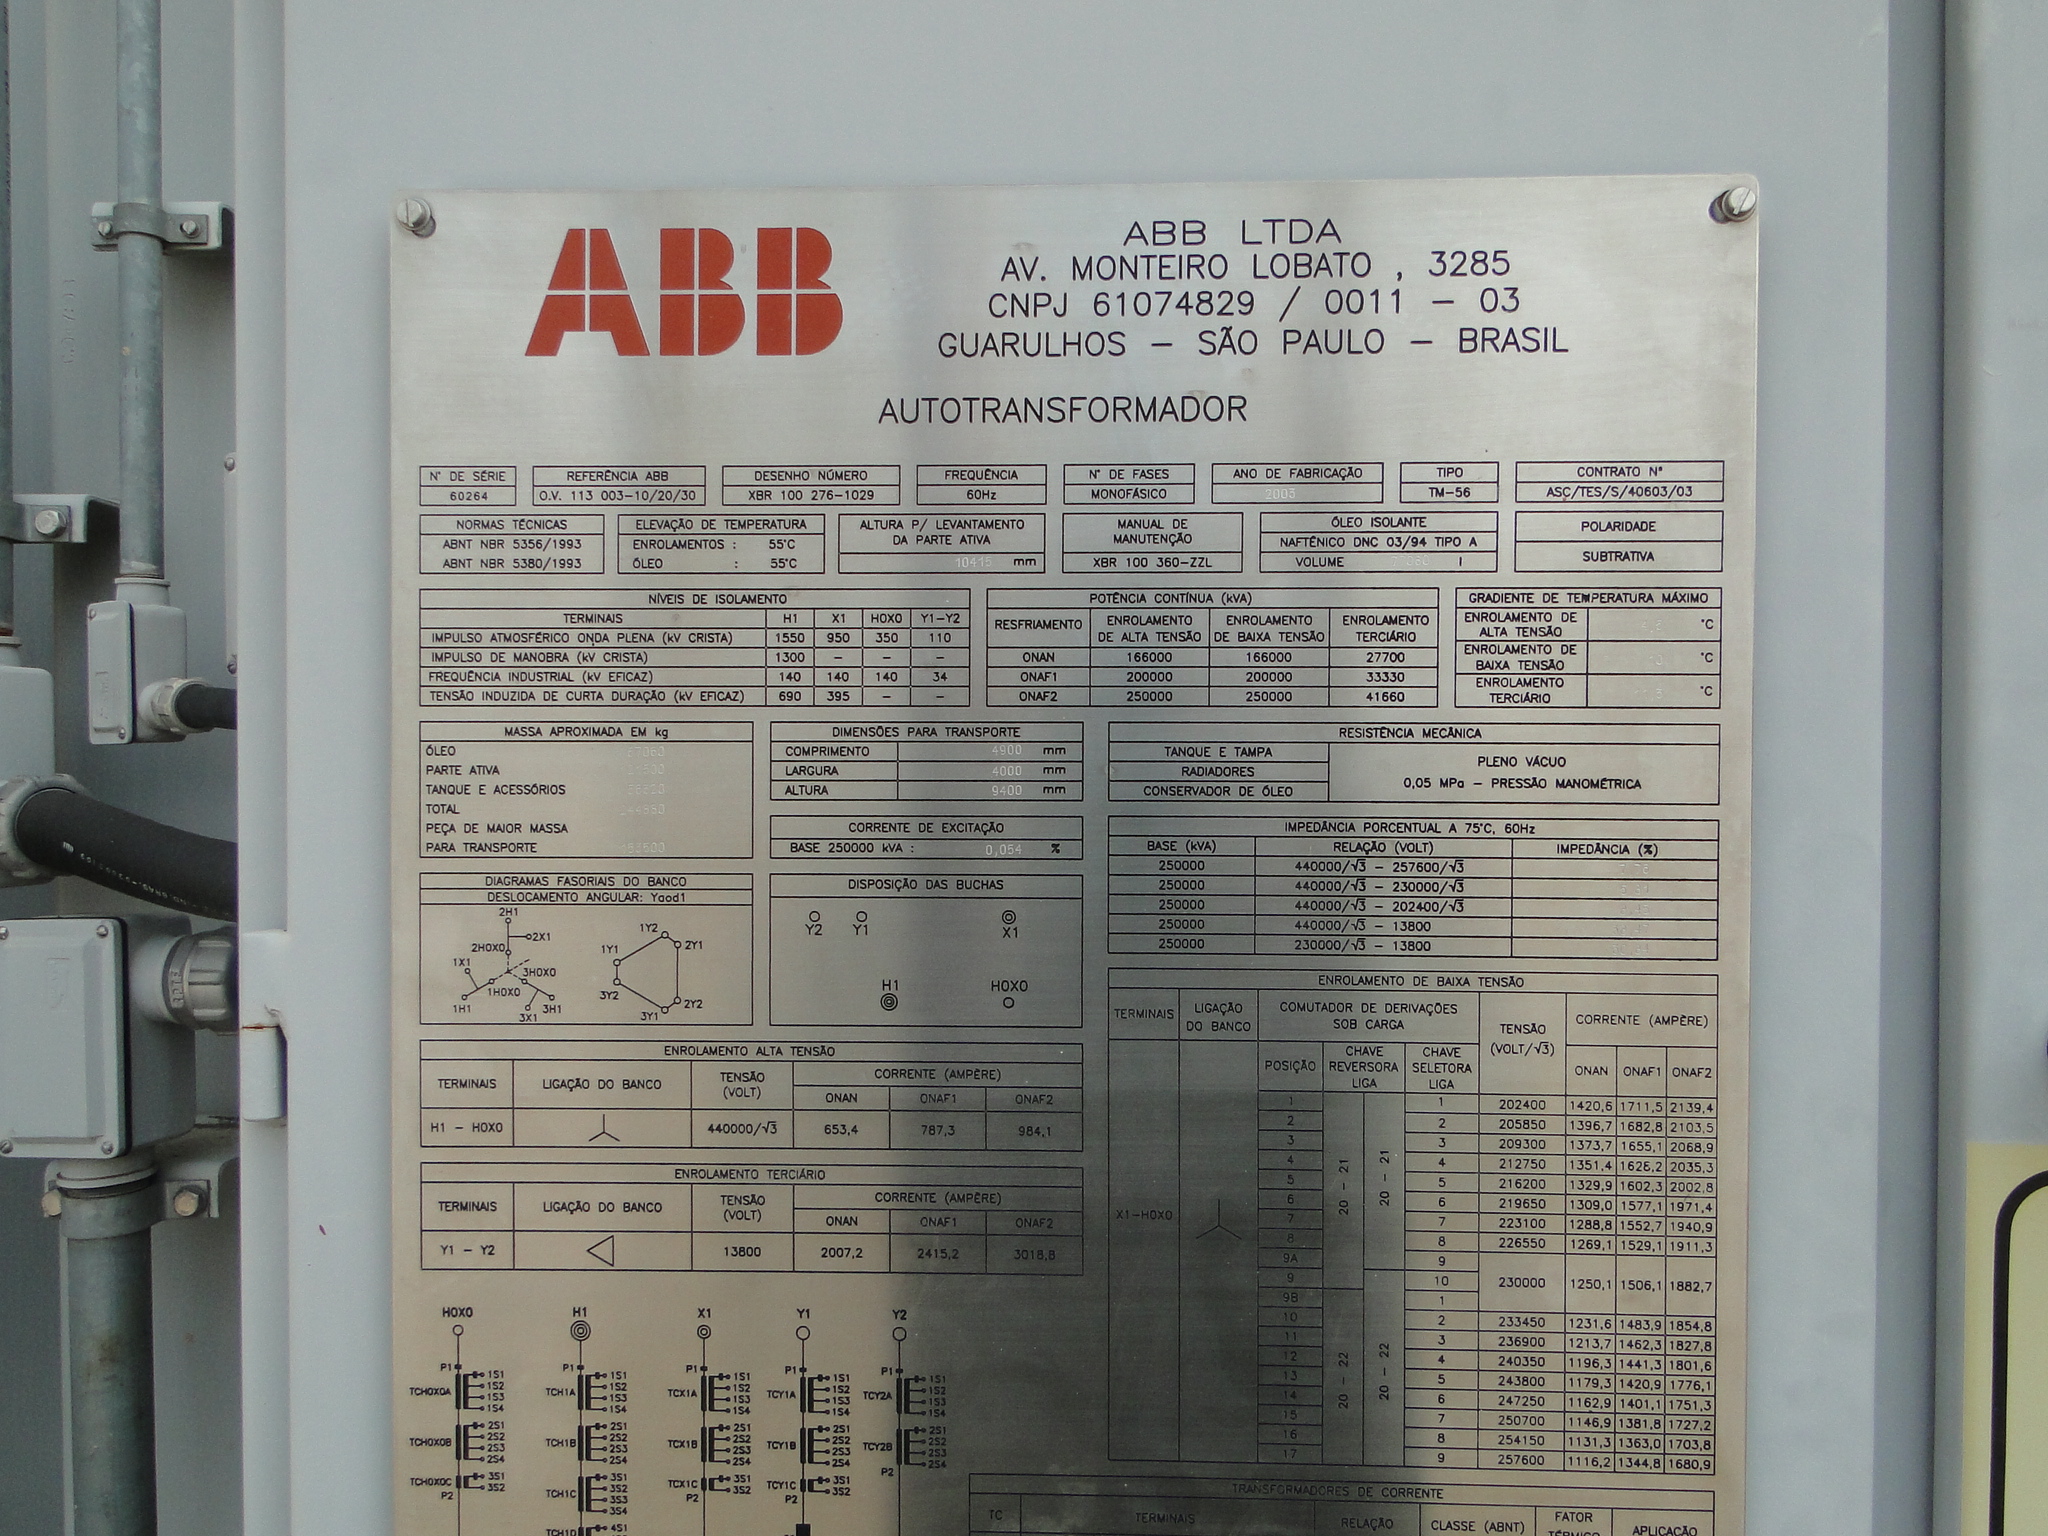 ABB
ABB LTDA
AV. MONTEIRO LOBATO , 3285
CNPJ 61074829 / 0011 - 03
GUARULHOS - SÃO PAULO - BRASIL
AUTOTRANSFORMADOR
N° DE SÉRIE REFERÊNCIA ABB DESENHO NÚMERO FREQUÊNCIA N° DE FASES ANO DE FABRICAÇÃO TIPO CONTRATO N°
60264 O.V. 113 003-10/20/30 XBR 100 276-1029 60Hz MONOFÁSICO 2003 TM-56 ASC/TES/S/40603/03
NORMAS TÉCNICAS
ABNT NBR 5356/1993
ABNT NBR 5380/1993
ELEVAÇÃO DE TEMPERATURA
ENROLAMENTOS : 55°C
ÓLEO : 55°C
ALTURA P/ LEVANTAMENTO
DA PARTE ATIVA
10415 mm
MANUAL DE
MANUTENÇÃO
XBR 100 360-ZZL
ÓLEO ISOLANTE
NAFTÊNICO DNC 03/94 TIPO A
VOLUME l
POLARIDADE
SUBTRATIVA
NÍVEIS DE ISOLAMENTO
TERMINAIS H1 X1 H0X0 Y1-Y2
IMPULSO ATMOSFÉRICO ONDA PLENA (kV CRISTA) 1550 950 350 110
IMPULSO DE MANOBRA (kV CRISTA) 1300 - - -
FREQUÊNCIA INDUSTRIAL (kV EFICAZ) 140 140 140 34
TENSÃO INDUZIDA DE CURTA DURAÇÃO (kV EFICAZ) 690 395 - -
POTÊNCIA CONTÍNUA (kVA)
RESFRIAMENTO ENROLAMENTO DE ALTA TENSÃO ENROLAMENTO DE BAIXA TENSÃO ENROLAMENTO TERCIÁRIO
ONAN 166000 166000 27700
ONAF1 200000 200000 33330
ONAF2 250000 250000 41660
GRADIENTE DE TEMPERATURA MÁXIMO
ENROLAMENTO DE
ALTA TENSÃO °C
ENROLAMENTO DE
BAIXA TENSÃO °C
ENROLAMENTO
TERCIÁRIO °C
MASSA APROXIMADA EM kg
ÓLEO
PARTE ATIVA
TANQUE E ACESSÓRIOS
TOTAL
PEÇA DE MAIOR MASSA
PARA TRANSPORTE
DIMENSÕES PARA TRANSPORTE
COMPRIMENTO 4900 mm
LARGURA 4000 mm
ALTURA 9400 mm
RESISTÊNCIA MECÂNICA
TANQUE E TAMPA
RADIADORES
CONSERVADOR DE ÓLEO
PLENO VÁCUO
0,05 MPa - PRESSÃO MANOMÉTRICA
CORRENTE DE EXCITAÇÃO
BASE 250000 kVA : 0,054 %
IMPEDÂNCIA PORCENTUAL A 75°C, 60Hz
BASE (kVA) RELAÇÃO (VOLT) IMPEDÂNCIA (%)
250000 440000/√3 - 257600/√3
250000 440000/√3 - 230000/√3
250000 440000/√3 - 202400/√3
250000 440000/√3 - 13800
250000 230000/√3 - 13800
DIAGRAMAS FASORIAIS DO BANCO
DESLOCAMENTO ANGULAR: Yaod1
2H1
2X1
2H0X0
1X1
3H0X0
1H0X0
1H1
3X1
3H1
1Y2
1Y1
2Y1
3Y2
2Y2
3Y1
DISPOSIÇÃO DAS BUCHAS
Y2 Y1 X1
H1 H0X0
ENROLAMENTO ALTA TENSÃO
TERMINAIS LIGAÇÃO DO BANCO TENSÃO (VOLT) CORRENTE (AMPÈRE)
ONAN ONAF1 ONAF2
H1 - H0X0 440000/√3 653,4 787,3 984,1
ENROLAMENTO TERCIÁRIO
TERMINAIS LIGAÇÃO DO BANCO TENSÃO (VOLT) CORRENTE (AMPÈRE)
ONAN ONAF1 ONAF2
Y1 - Y2 13800 2007,2 2415,2 3018,8
ENROLAMENTO DE BAIXA TENSÃO
TERMINAIS LIGAÇÃO DO BANCO COMUTADOR DE DERIVAÇÕES SOB CARGA TENSÃO (VOLT/√3) CORRENTE (AMPÈRE)
POSIÇÃO CHAVE REVERSORA LIGA CHAVE SELETORA LIGA ONAN ONAF1 ONAF2
X1-H0X0
20 - 21 20 - 21
20 - 22 20 - 22
1 1 202400 1420,6 1711,5 2139,4
2 2 205850 1396,7 1682,8 2103,5
3 3 209300 1373,7 1655,1 2068,9
4 4 212750 1351,4 1628,2 2035,3
5 5 216200 1329,9 1602,3 2002,8
6 6 219650 1309,0 1577,1 1971,4
7 7 223100 1288,8 1552,7 1940,9
8 8 226550 1269,1 1529,1 1911,3
9A 9
9 10 230000 1250,1 1506,1 1882,7
9B 1
10 2 233450 1231,6 1483,9 1854,8
11 3 236900 1213,7 1462,3 1827,8
12 4 240350 1196,3 1441,3 1801,6
13 5 243800 1179,3 1420,9 1776,1
14 6 247250 1162,9 1401,1 1751,3
15 7 250700 1146,9 1381,8 1727,2
16 8 254150 1131,3 1363,0 1703,8
17 9 257600 1116,2 1344,8 1680,9
H0X0 H1 X1 Y1 Y2
P1 P1 P1 P1 P1
TCH0X0A 1S1 1S2 1S3 1S4
TCH1A 1S1 1S2 1S3 1S4
TCX1A 1S1 1S2 1S3 1S4
TCY1A 1S1 1S2 1S3 1S4
TCY2A 1S1 1S2 1S3 1S4
TCH0X0B 2S1 2S2 2S3 2S4
TCH1B 2S1 2S2 2S3 2S4
TCX1B 2S1 2S2 2S3 2S4
TCY1B 2S1 2S2 2S3 2S4
TCY2B 2S1 2S2 2S3 2S4
P2
TCH0X0C 3S1 3S2
P2
TCH1C 3S1 3S2 3S3 3S4
TCX1C 3S1 3S2
P2
TCY1C 3S1 3S2
P2
TCH1D 4S1
TRANSFORMADORES DE CORRENTE
TC TERMINAIS RELAÇÃO CLASSE (ABNT) FATOR TÉRMICO APLICAÇÃO